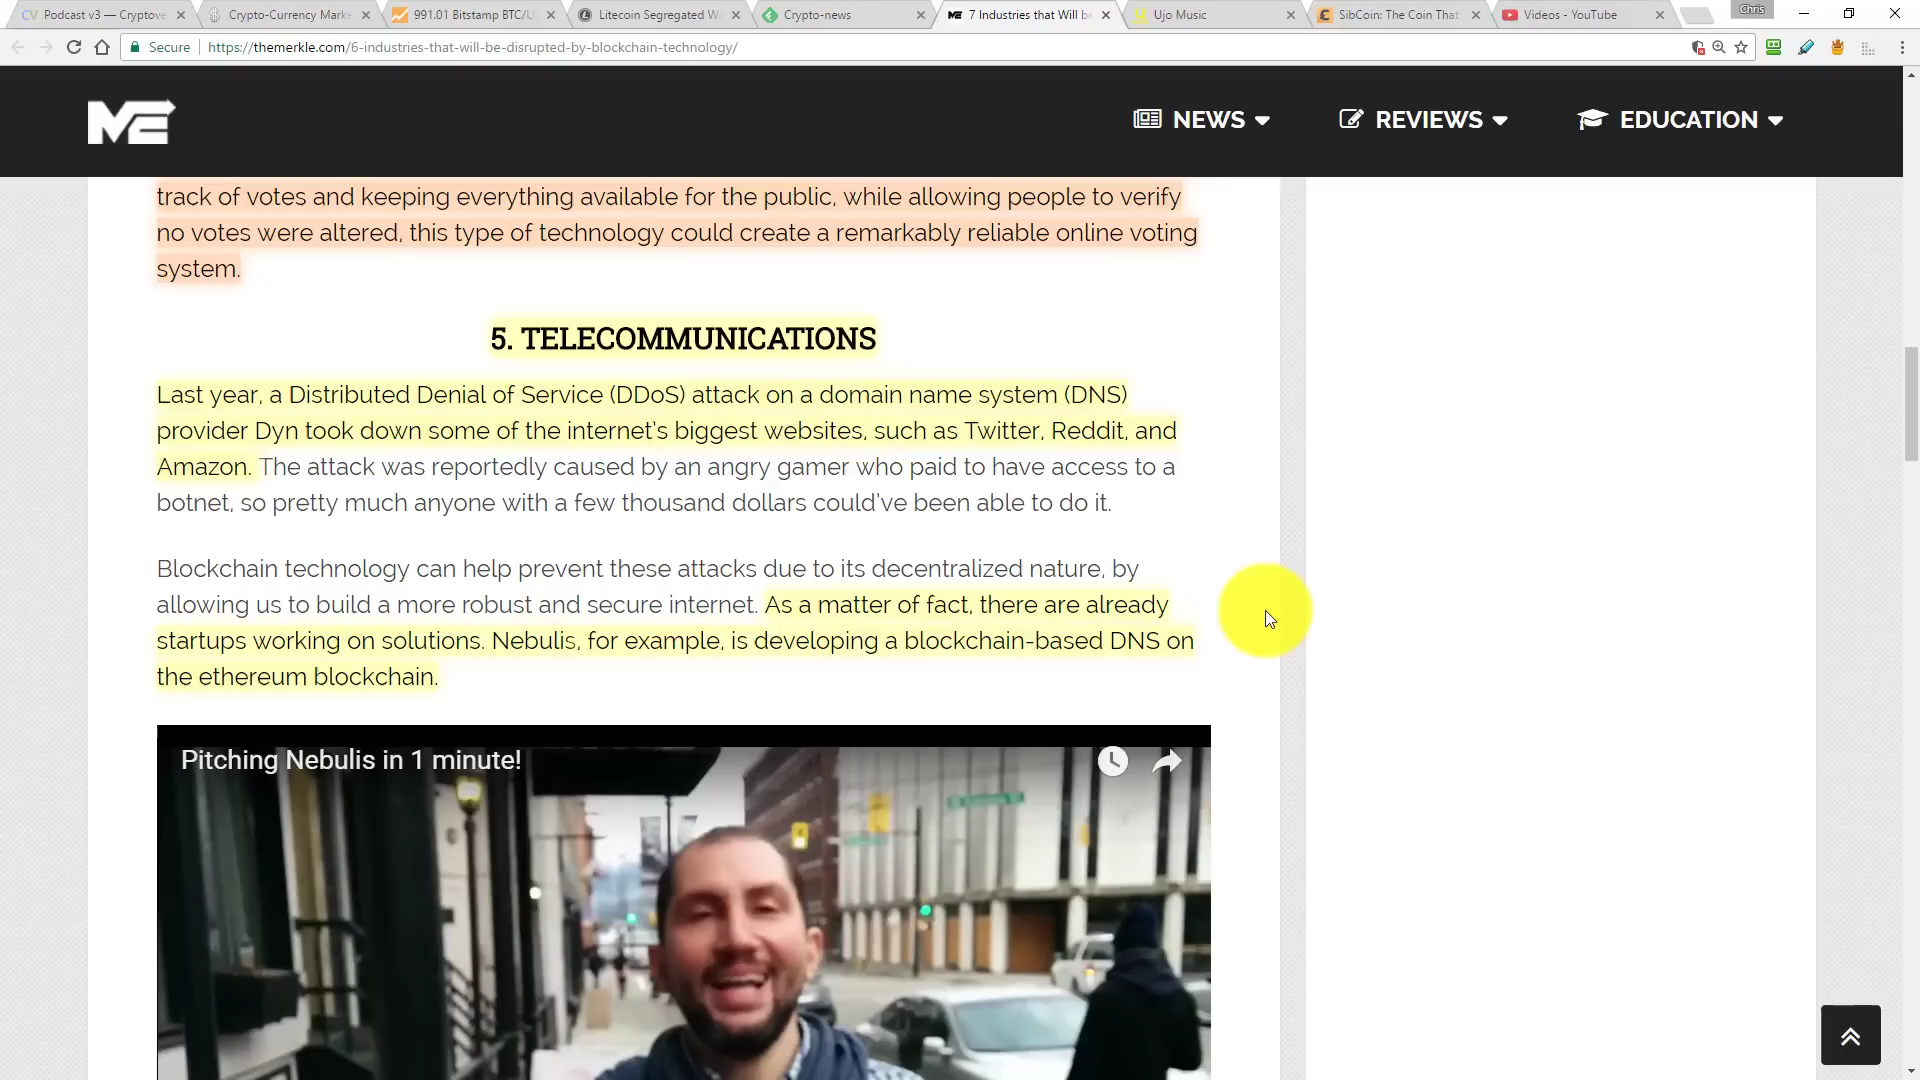 Podcast v3 — Cryptove
Crypto-Currency Marke
991.01 Bitstamp BTC/U
Litecoin Segregated W
Crypto-news
7 Industries that Will be
Ujo Music
SibCoin: The Coin That
Videos - YouTube
Chris
Secure
https://themerkle.com/6-industries-that-will-be-disrupted-by-blockchain-technology/
ME
NEWS
REVIEWS
EDUCATION
track of votes and keeping everything available for the public, while allowing people to verify
no votes were altered, this type of technology could create a remarkably reliable online voting
system.
5. TELECOMMUNICATIONS
Last year, a Distributed Denial of Service (DDoS) attack on a domain name system (DNS)
provider Dyn took down some of the internet's biggest websites, such as Twitter, Reddit, and
Amazon. The attack was reportedly caused by an angry gamer who paid to have access to a
botnet, so pretty much anyone with a few thousand dollars could've been able to do it.
Blockchain technology can help prevent these attacks due to its decentralized nature, by
allowing us to build a more robust and secure internet. As a matter of fact, there are already
startups working on solutions. Nebulis, for example, is developing a blockchain-based DNS on
the ethereum blockchain.
Pitching Nebulis in 1 minute!